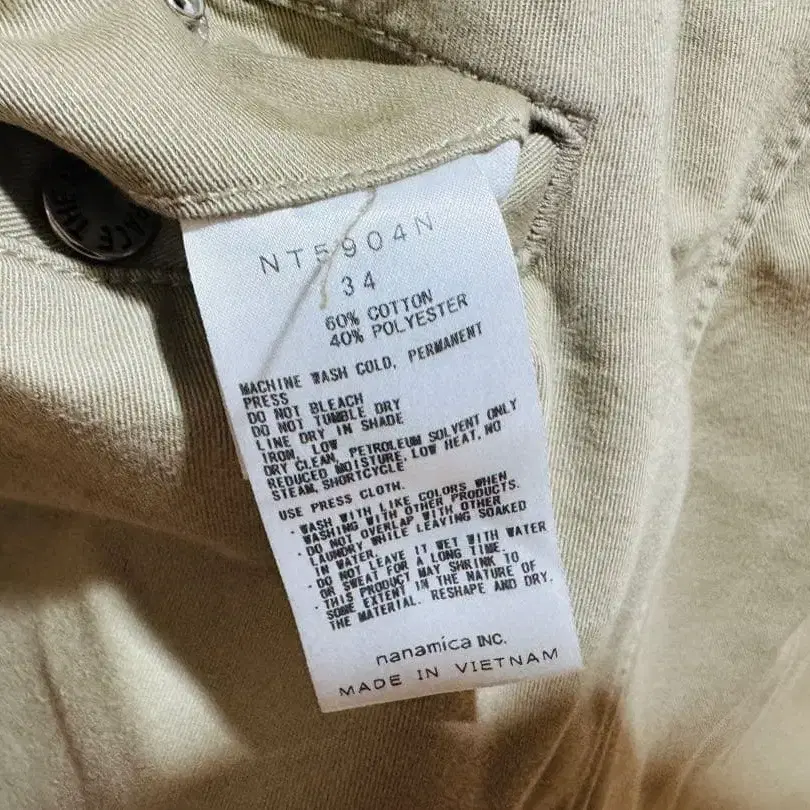 THE
FACE
NT5904N
34
60% COTTON
40% POLYESTER
MACHINE WASH COLD, PERMANENT
PRESS
DO NOT BLEACH
DO NOT TUMBLE DRY
LINE DRY IN SHADE
IRON, LOW
DRY CLEAN, PETROLEUM SOLVENT ONLY
REDUCED MOISTURE, LOW HEAT, NO
STEAM, SHORTCYCLE
USE PRESS CLOTH.
・WASH WITH LIKE COLORS WHEN
WASHING WITH OTHER PRODUCTS.
・DO NOT OVERLAP WITH OTHER
LAUNDRY WHILE LEAVING SOAKED
IN WATER.
・DO NOT LEAVE IT WET WITH WATER
OR SWEAT FOR A LONG TIME.
・THIS PRODUCT MAY SHRINK TO
SOME EXTENT IN THE NATURE OF
THE MATERIAL. RESHAPE AND DRY.
nanamica INC.
MADE IN VIETNAM